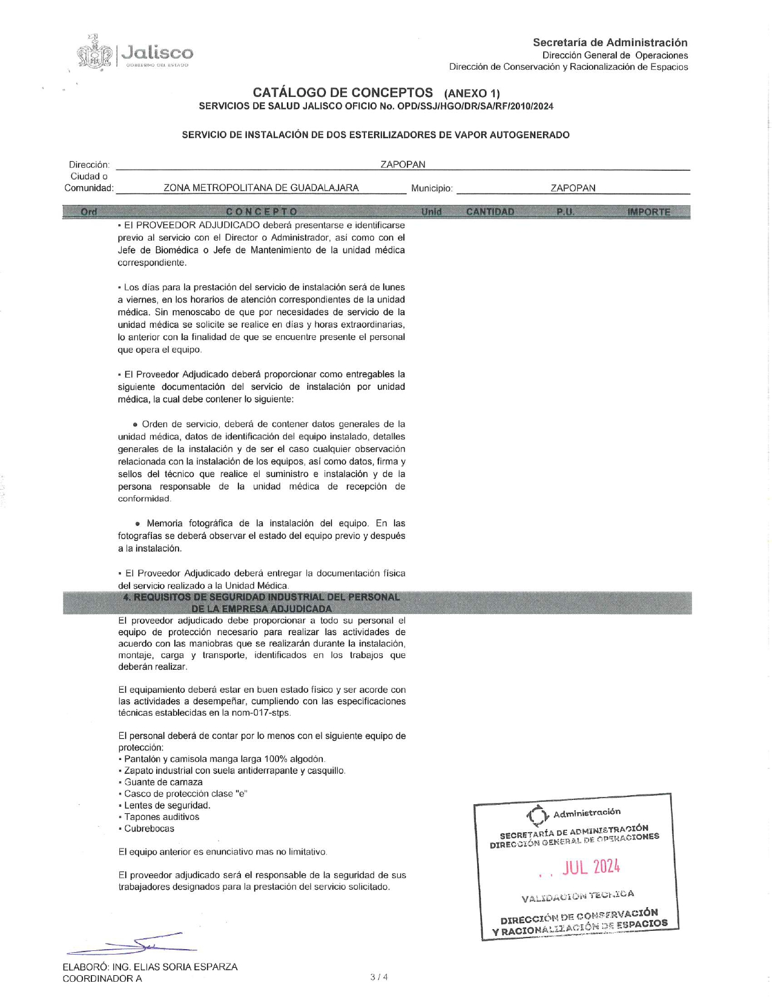 Jalisco
GOBIERNO DEL ESTADO
Secretaría de Administración
Dirección General de Operaciones
Dirección de Conservación y Racionalización de Espacios
CATÁLOGO DE CONCEPTOS (ANEXO 1)
SERVICIOS DE SALUD JALISCO OFICIO No. OPD/SSJ/HGO/DR/SA/RF/2010/2024
SERVICIO DE INSTALACIÓN DE DOS ESTERILIZADORES DE VAPOR AUTOGENERADO
Dirección: ZAPOPAN
Ciudad o
Comunidad: ZONA METROPOLITANA DE GUADALAJARA Municipio: ZAPOPAN
Ord CONCEPTO Unid CANTIDAD P.U. IMPORTE
▪ El PROVEEDOR ADJUDICADO deberá presentarse e identificarse
previo al servicio con el Director o Administrador, así como con el
Jefe de Biomédica o Jefe de Mantenimiento de la unidad médica
correspondiente.
▪ Los días para la prestación del servicio de instalación será de lunes
a viernes, en los horarios de atención correspondientes de la unidad
médica. Sin menoscabo de que por necesidades de servicio de la
unidad médica se solicite se realice en días y horas extraordinarias,
lo anterior con la finalidad de que se encuentre presente el personal
que opera el equipo.
▪ El Proveedor Adjudicado deberá proporcionar como entregables la
siguiente documentación del servicio de instalación por unidad
médica, la cual debe contener lo siguiente:
● Orden de servicio, deberá de contener datos generales de la
unidad médica, datos de identificación del equipo instalado, detalles
generales de la instalación y de ser el caso cualquier observación
relacionada con la instalación de los equipos, así como datos, firma y
sellos del técnico que realice el suministro e instalación y de la
persona responsable de la unidad médica de recepción de
conformidad.
● Memoria fotográfica de la instalación del equipo. En las
fotografías se deberá observar el estado del equipo previo y después
a la instalación.
▪ El Proveedor Adjudicado deberá entregar la documentación física
del servicio realizado a la Unidad Médica.
4. REQUISITOS DE SEGURIDAD INDUSTRIAL DEL PERSONAL
DE LA EMPRESA ADJUDICADA
El proveedor adjudicado debe proporcionar a todo su personal el
equipo de protección necesario para realizar las actividades de
acuerdo con las maniobras que se realizarán durante la instalación,
montaje, carga y transporte, identificados en los trabajos que
deberán realizar.
El equipamiento deberá estar en buen estado físico y ser acorde con
las actividades a desempeñar, cumpliendo con las especificaciones
técnicas establecidas en la nom-017-stps.
El personal deberá de contar por lo menos con el siguiente equipo de
protección:
▪ Pantalón y camisola manga larga 100% algodón.
▪ Zapato industrial con suela antiderrapante y casquillo.
▪ Guante de carnaza
▪ Casco de protección clase "e"
▪ Lentes de seguridad.
▪ Tapones auditivos
▪ Cubrebocas
El equipo anterior es enunciativo mas no limitativo.
El proveedor adjudicado será el responsable de la seguridad de sus
trabajadores designados para la prestación del servicio solicitado.
Administración
SECRETARÍA DE ADMINISTRACIÓN
DIRECCIÓN GENERAL DE OPERACIONES
JUL 2024
VALIDACIÓN TECNICA
DIRECCIÓN DE CONSERVACIÓN
Y RACIONALIZACIÓN DE ESPACIOS
ELABORÓ: ING. ELIAS SORIA ESPARZA
COORDINADOR A
3 / 4